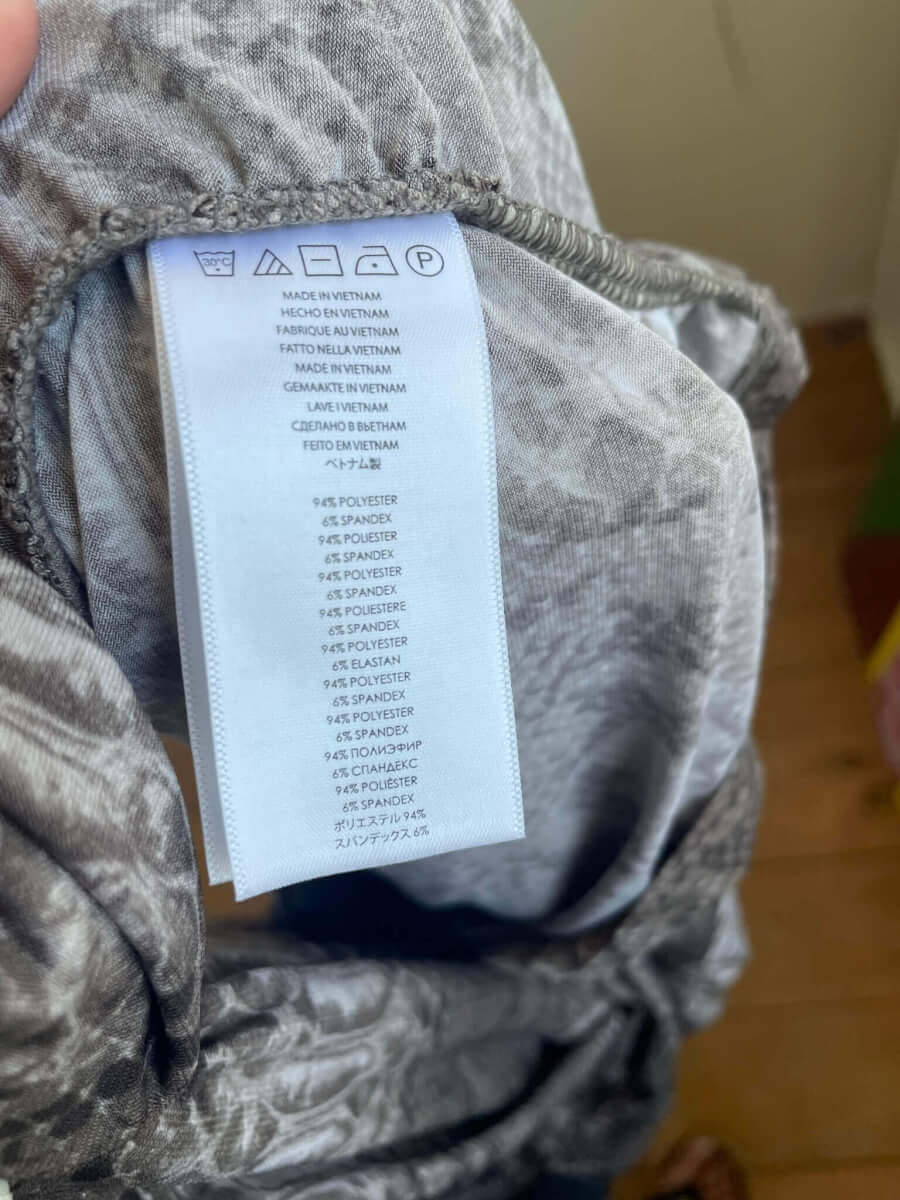 30°C P
MADE IN VIETNAM
HECHO EN VIETNAM
FABRIQUE AU VIETNAM
FATTO NELLA VIETNAM
MADE IN VIETNAM
GEMAAKTE IN VIETNAM
LAVE I VIETNAM
СДЕЛАНО В ВЬЕТНАМ
FEITO EM VIETNAM
ベトナム製
94% POLYESTER
6% SPANDEX
94% POLIESTER
6% SPANDEX
94% POLYESTER
6% SPANDEX
94% POLIESTERE
6% SPANDEX
94% POLYESTER
6% ELASTAN
94% POLYESTER
6% SPANDEX
94% POLYESTER
6% SPANDEX
94% ПОЛИЭФИР
6% СПАНДЕКС
94% POLIÉSTER
6% SPANDEX
ポリエステル 94%
スパンデックス 6%